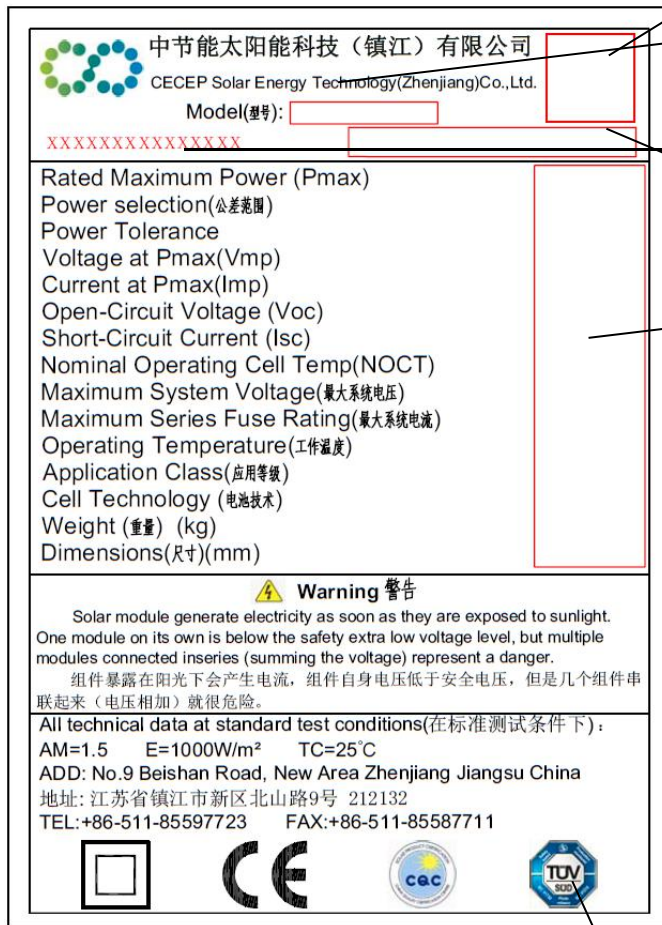 中节能太阳能科技（镇江）有限公司
CECEP Solar Energy Technology(Zhenjiang)Co.,Ltd.
Model(型号):
XXXXXXXXXXXXXXX
Rated Maximum Power (Pmax)
Power selection(公差范围)
Power Tolerance
Voltage at Pmax(Vmp)
Current at Pmax(Imp)
Open-Circuit Voltage (Voc)
Short-Circuit Current (Isc)
Nominal Operating Cell Temp(NOCT)
Maximum System Voltage(最大系统电压)
Maximum Series Fuse Rating(最大系统电流)
Operating Temperature(工作温度)
Application Class(应用等级)
Cell Technology (电池技术)
Weight (重量) (kg)
Dimensions(尺寸)(mm)
Warning 警告
Solar module generate electricity as soon as they are exposed to sunlight.
One module on its own is below the safety extra low voltage level, but multiple
modules connected inseries (summing the voltage) represent a danger.
组件暴露在阳光下会产生电流，组件自身电压低于安全电压，但是几个组件串
联起来（电压相加）就很危险。
All technical data at standard test conditions(在标准测试条件下)：
AM=1.5 E=1000W/m² TC=25℃
ADD: No.9 Beishan Road, New Area Zhenjiang Jiangsu China
地址: 江苏省镇江市新区北山路9号 212132
TEL:+86-511-85597723 FAX:+86-511-85587711
CE
cqc
TÜV
SÜD